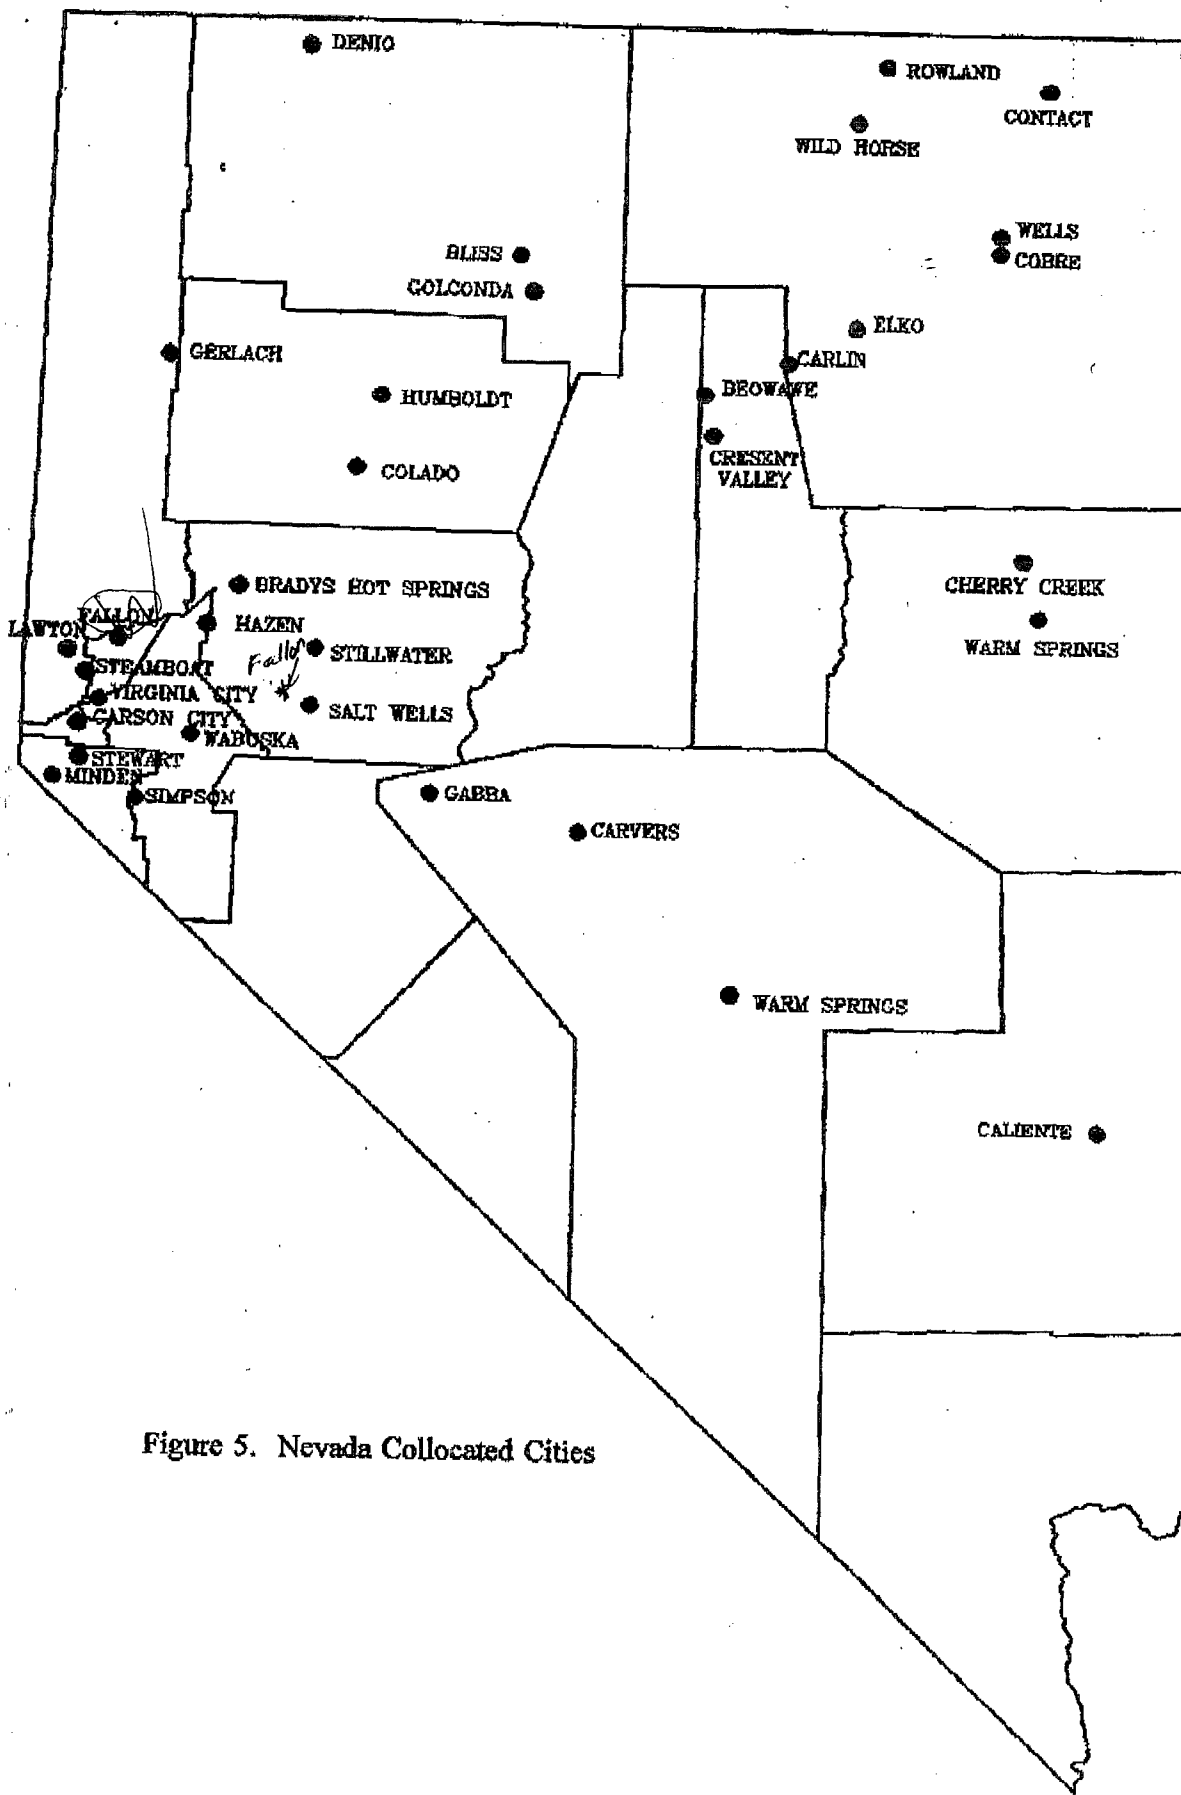 DENIO
ROWLAND
CONTACT
WILD HORSE
WELLS
COBRE
BLISS
GOLCONDA
ELKO
GERLACH
CARLIN
HUMBOLDT
BEOWAWE
CRESENT
VALLEY
COLADO
CHERRY CREEK
BRADYS HOT SPRINGS
FALLON
HAZEN
LAWTON
WARM SPRINGS
Fallon
STILLWATER
STEAMBOAT
VIRGINIA CITY
SALT WELLS
CARSON CITY
WABUSKA
STEWART
MINDEN
SIMPSON
GABBA
CARVERS
WARM SPRINGS
CALIENTE
Figure 5. Nevada Collocated Cities